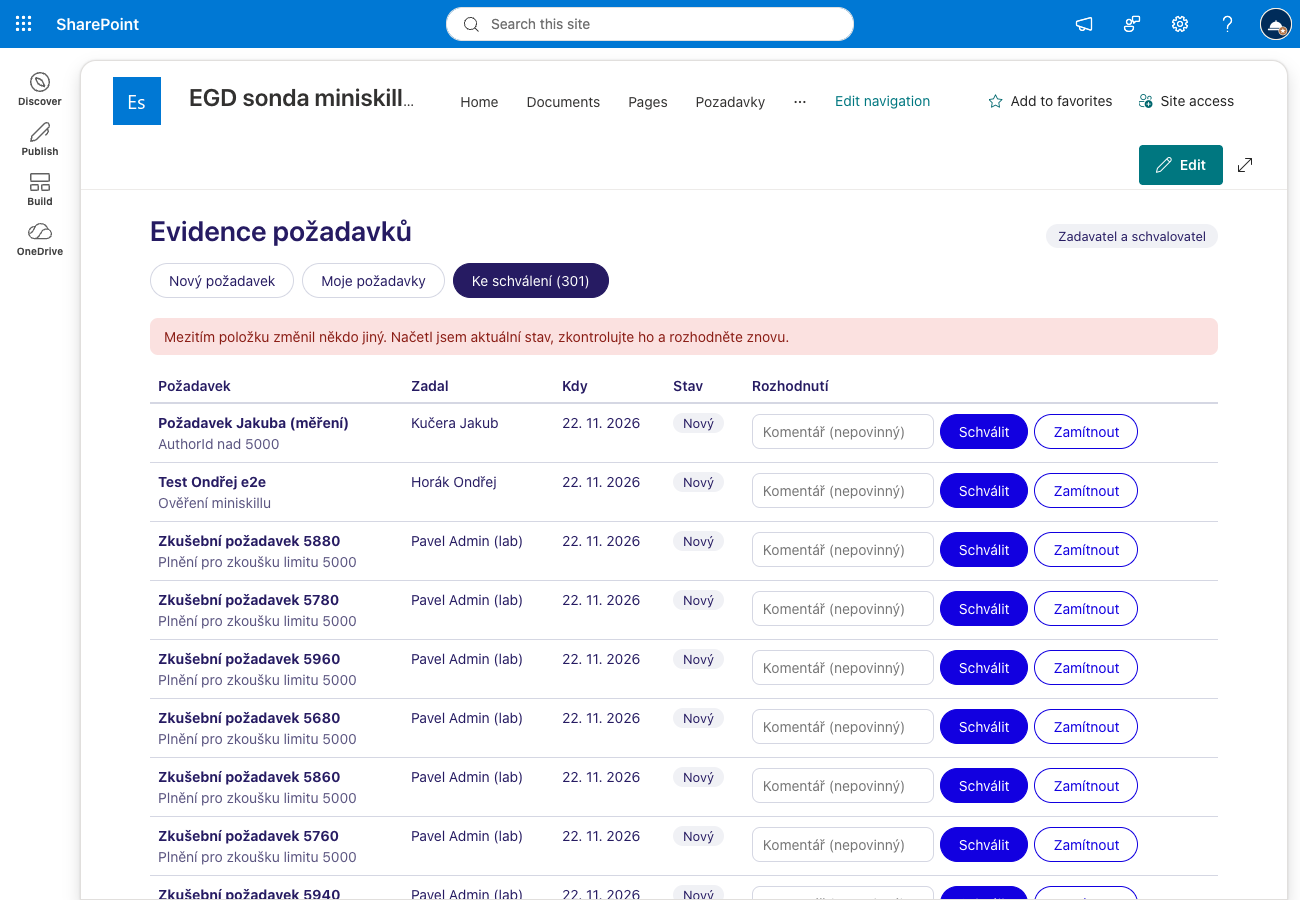 SharePoint
Search this site
Discover
Publish
Build
OneDrive
Es
EGD sonda miniskill...
Home
Documents
Pages
Pozadavky
···
Edit navigation
Add to favorites
Site access
Edit
Evidence požadavků
Zadavatel a schvalovatel
Nový požadavek
Moje požadavky
Ke schválení (301)
Mezitím položku změnil někdo jiný. Načetl jsem aktuální stav, zkontrolujte ho a rozhodněte znovu.
Požadavek Zadal Kdy Stav Rozhodnutí
Požadavek Jakuba (měření) Kučera Jakub 22. 11. 2026 Nový
AuthorId nad 5000 Komentář (nepovinný) Schválit Zamítnout
Test Ondřej e2e Horák Ondřej 22. 11. 2026 Nový
Ověření miniskillu Komentář (nepovinný) Schválit Zamítnout
Zkušební požadavek 5880 Pavel Admin (lab) 22. 11. 2026 Nový
Plnění pro zkoušku limitu 5000 Komentář (nepovinný) Schválit Zamítnout
Zkušební požadavek 5780 Pavel Admin (lab) 22. 11. 2026 Nový
Plnění pro zkoušku limitu 5000 Komentář (nepovinný) Schválit Zamítnout
Zkušební požadavek 5960 Pavel Admin (lab) 22. 11. 2026 Nový
Plnění pro zkoušku limitu 5000 Komentář (nepovinný) Schválit Zamítnout
Zkušební požadavek 5680 Pavel Admin (lab) 22. 11. 2026 Nový
Plnění pro zkoušku limitu 5000 Komentář (nepovinný) Schválit Zamítnout
Zkušební požadavek 5860 Pavel Admin (lab) 22. 11. 2026 Nový
Plnění pro zkoušku limitu 5000 Komentář (nepovinný) Schválit Zamítnout
Zkušební požadavek 5760 Pavel Admin (lab) 22. 11. 2026 Nový
Plnění pro zkoušku limitu 5000 Komentář (nepovinný) Schválit Zamítnout
Zkušební požadavek 5940 Pavel Admin (lab) 22. 11. 2026 Nový